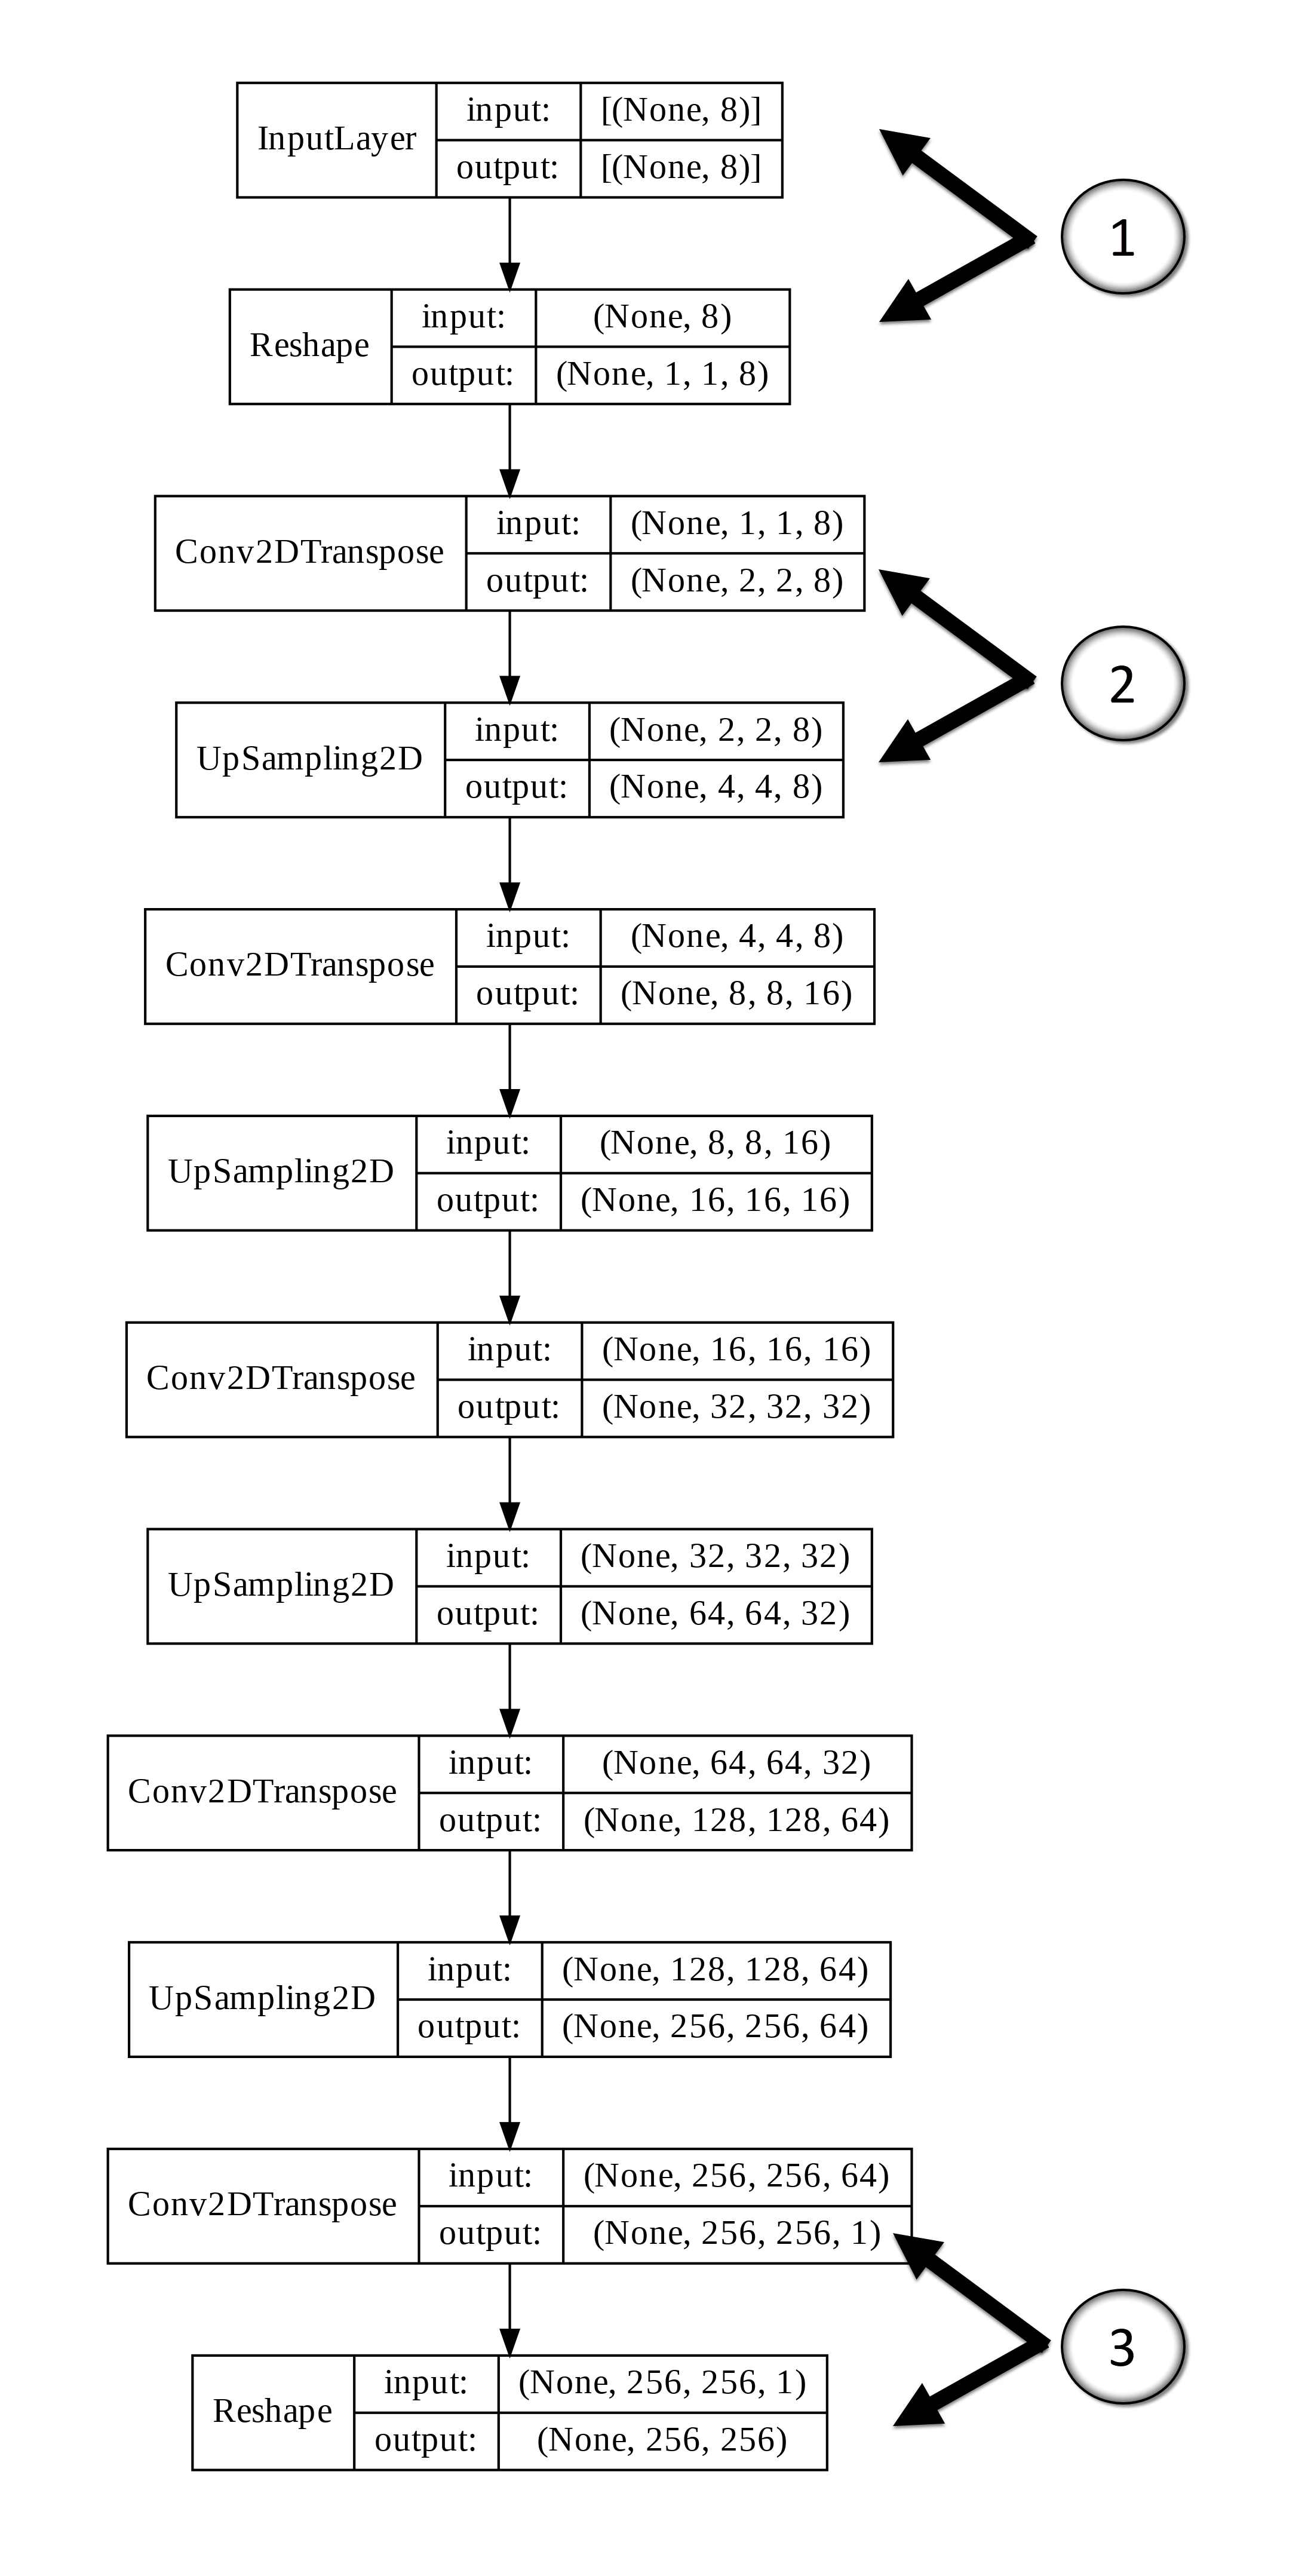 InputLayer
input: [(None, 8)]
output: [(None, 8)]
1
Reshape
input: (None, 8)
output: (None, 1, 1, 8)
Conv2DTranspose
input: (None, 1, 1, 8)
output: (None, 2, 2, 8)
2
UpSampling2D
input: (None, 2, 2, 8)
output: (None, 4, 4, 8)
Conv2DTranspose
input: (None, 4, 4, 8)
output: (None, 8, 8, 16)
UpSampling2D
input: (None, 8, 8, 16)
output: (None, 16, 16, 16)
Conv2DTranspose
input: (None, 16, 16, 16)
output: (None, 32, 32, 32)
UpSampling2D
input: (None, 32, 32, 32)
output: (None, 64, 64, 32)
Conv2DTranspose
input: (None, 64, 64, 32)
output: (None, 128, 128, 64)
UpSampling2D
input: (None, 128, 128, 64)
output: (None, 256, 256, 64)
Conv2DTranspose
input: (None, 256, 256, 64)
output: (None, 256, 256, 1)
3
Reshape
input: (None, 256, 256, 1)
output: (None, 256, 256)